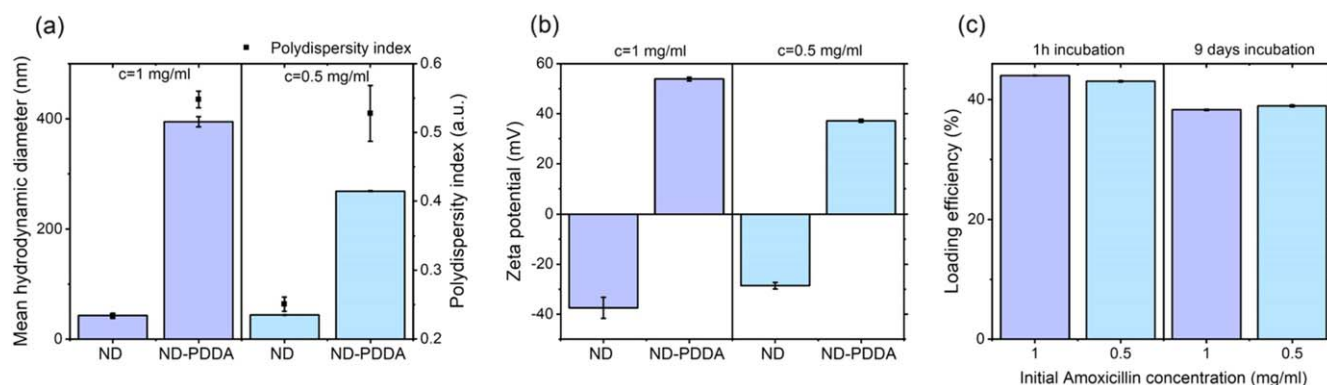 (a)
■ Polydispersity index
c=1 mg/ml
c=0.5 mg/ml
Mean hydrodynamic diameter (nm)
400
200
0
0.6
0.5
0.4
0.3
0.2
Polydispersity index (a.u.)
ND
ND-PDDA
ND
ND-PDDA
(b)
c=1 mg/ml
c=0.5 mg/ml
Zeta potential (mV)
60
40
20
0
-20
-40
ND
ND-PDDA
ND
ND-PDDA
(c)
1h incubation
9 days incubation
Loading efficiency (%)
40
20
0
1
0.5
1
0.5
Initial Amoxicillin concentration (mg/ml)